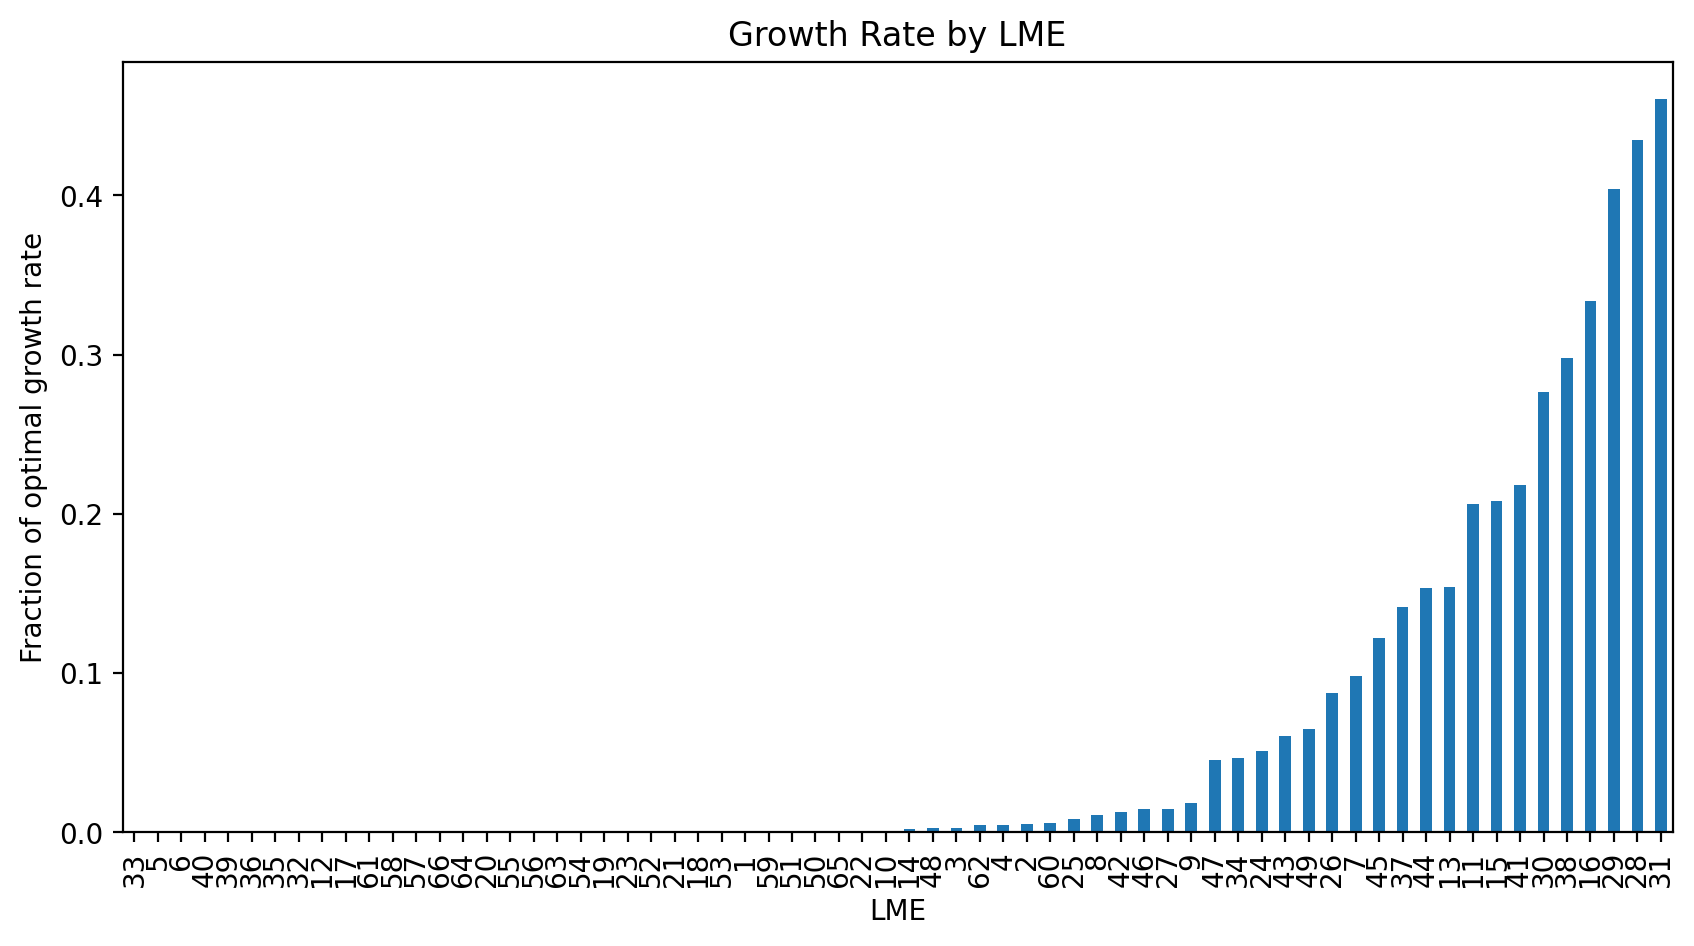 Growth Rate by LME
Fraction of optimal growth rate
0.4
0.3
0.2
0.1
0.0
33 5 6 40 39 36 35 32 12 17 61 58 57 66 64 20 55 56 63 54 19 23 52 21 18 53 1 59 51 50 65 22 10 14 48 3 62 4 2 60 25 8 42 46 27 9 47 34 24 43 49 26 7 45 37 44 13 11 15 41 30 38 16 29 28 31
LME